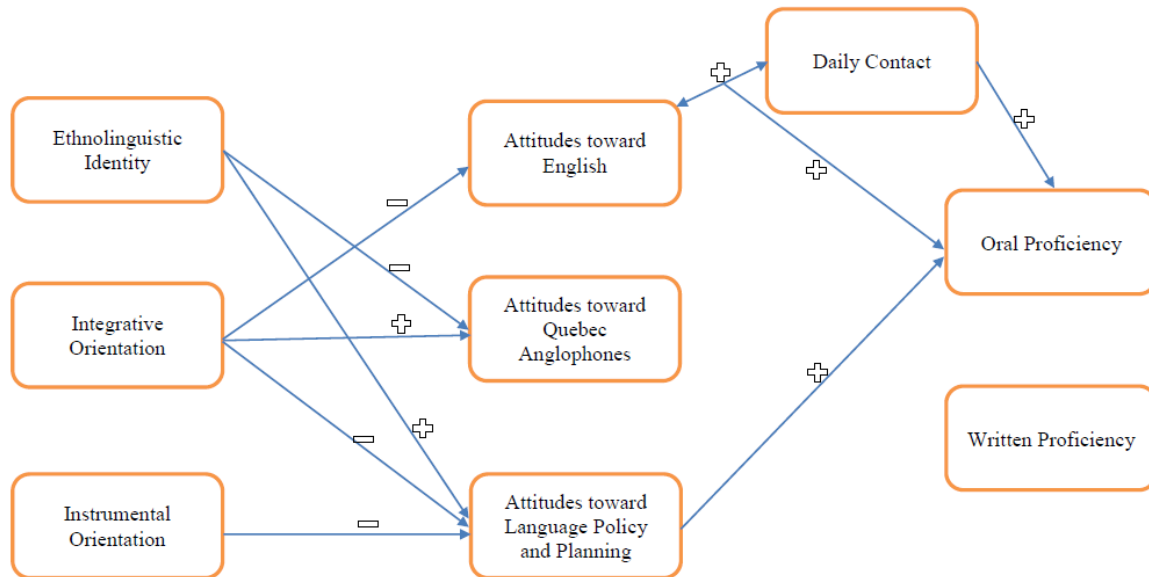 Daily Contact
Ethnolinguistic
Identity
Attitudes toward
English
Oral Proficiency
Integrative
Orientation
Attitudes toward
Quebec
Anglophones
Written Proficiency
Instrumental
Orientation
Attitudes toward
Language Policy
and Planning